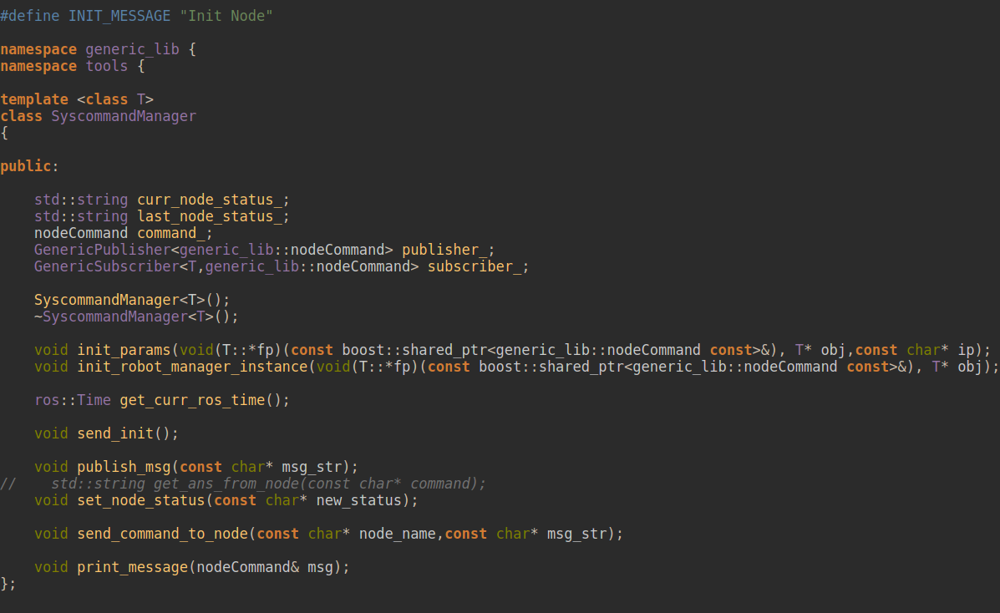 #define INIT_MESSAGE "Init Node"
namespace generic_lib {
namespace tools {
template <class T>
class SyscommandManager
{
public:
std::string curr_node_status_;
std::string last_node_status_;
nodeCommand command_;
GenericPublisher<generic_lib::nodeCommand> publisher_;
GenericSubscriber<T,generic_lib::nodeCommand> subscriber_;
SyscommandManager<T>();
~SyscommandManager<T>();
void init_params(void(T::*fp)(const boost::shared_ptr<generic_lib::nodeCommand const>&), T* obj,const char* ip);
void init_robot_manager_instance(void(T::*fp)(const boost::shared_ptr<generic_lib::nodeCommand const>&), T* obj);
ros::Time get_curr_ros_time();
void send_init();
void publish_msg(const char* msg_str);
//    std::string get_ans_from_node(const char* command);
void set_node_status(const char* new_status);
void send_command_to_node(const char* node_name,const char* msg_str);
void print_message(nodeCommand& msg);
};